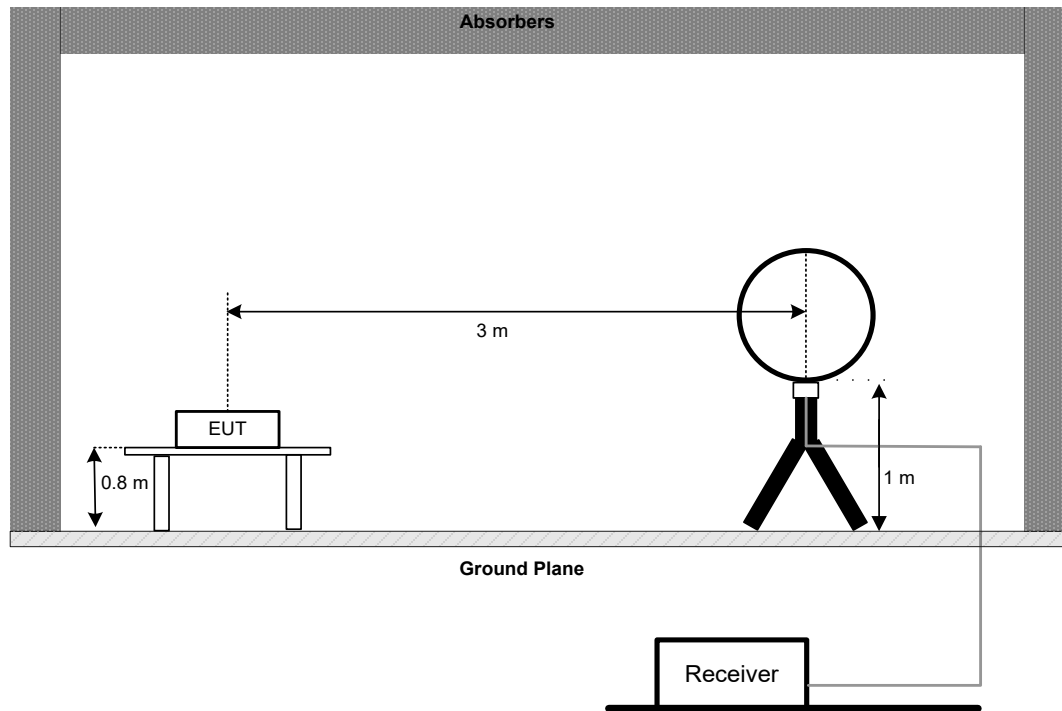 Absorbers
3 m
EUT
0.8 m
1 m
Ground Plane
Receiver